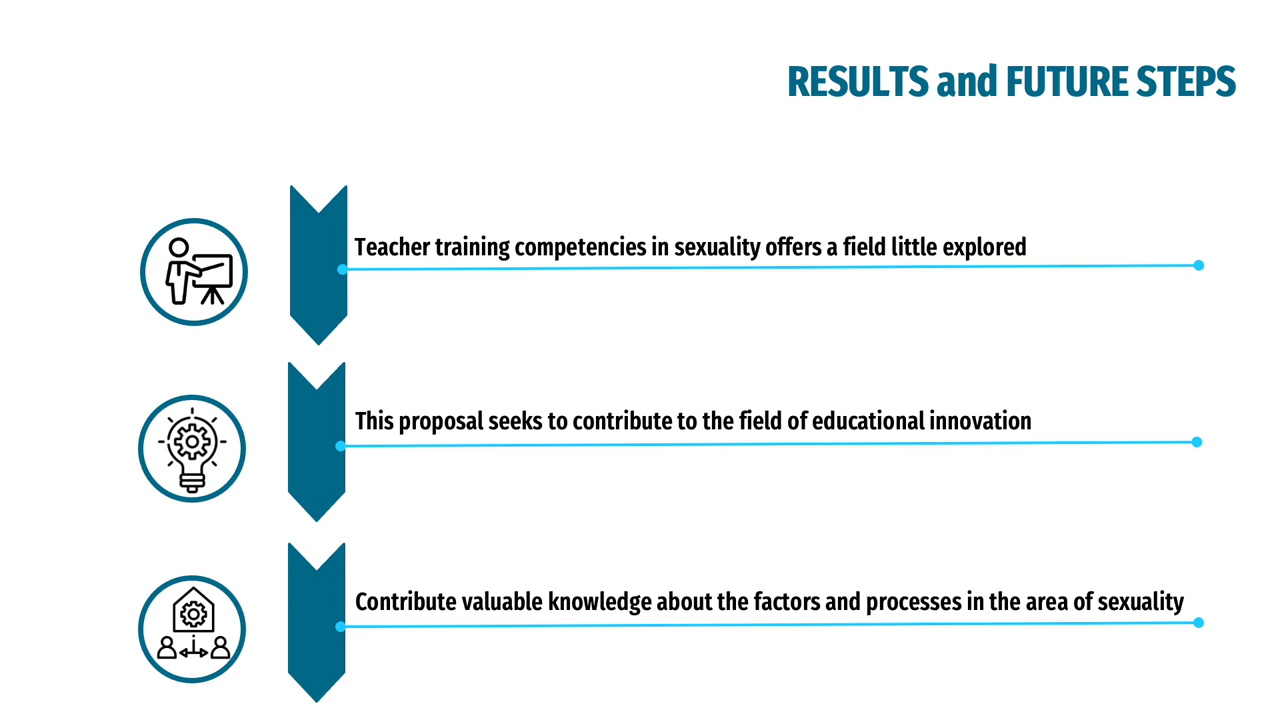 RESULTS and FUTURE STEPS
Teacher training competencies in sexuality offers a field little explored
This proposal seeks to contribute to the field of educational innovation
Contribute valuable knowledge about the factors and processes in the area of sexuality